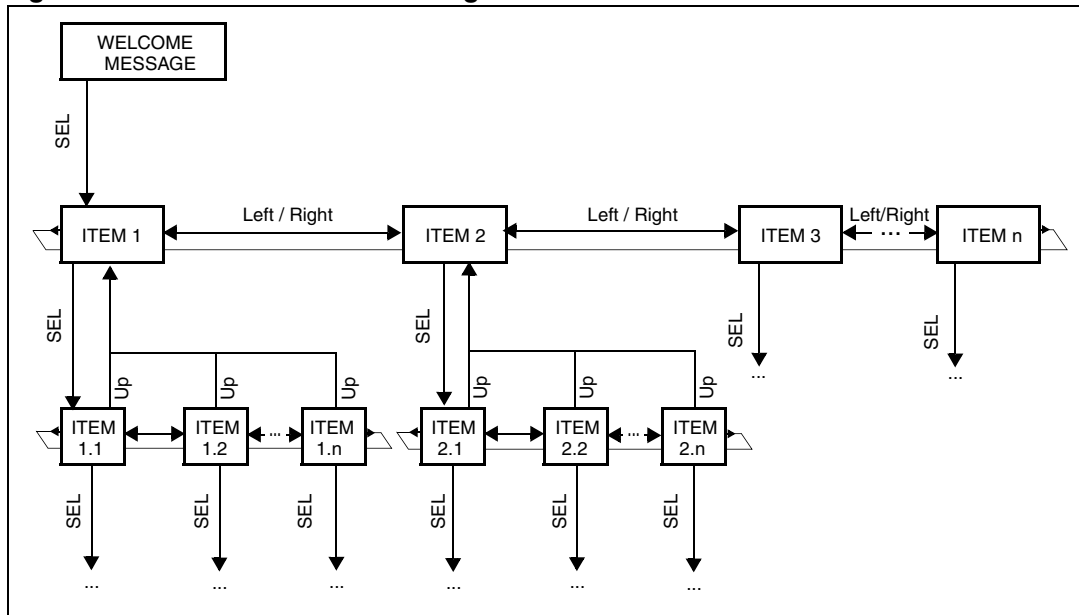 WELCOME
MESSAGE
SEL
Left / Right
Left / Right
Left/Right
ITEM 1
ITEM 2
ITEM 3
...
ITEM n
SEL
SEL
SEL
SEL
...
...
Up
Up
Up
Up
Up
Up
ITEM
1.1
ITEM
1.2
...
ITEM
1.n
ITEM
2.1
ITEM
2.2
...
ITEM
2.n
SEL
SEL
SEL
SEL
SEL
SEL
...
...
...
...
...
...